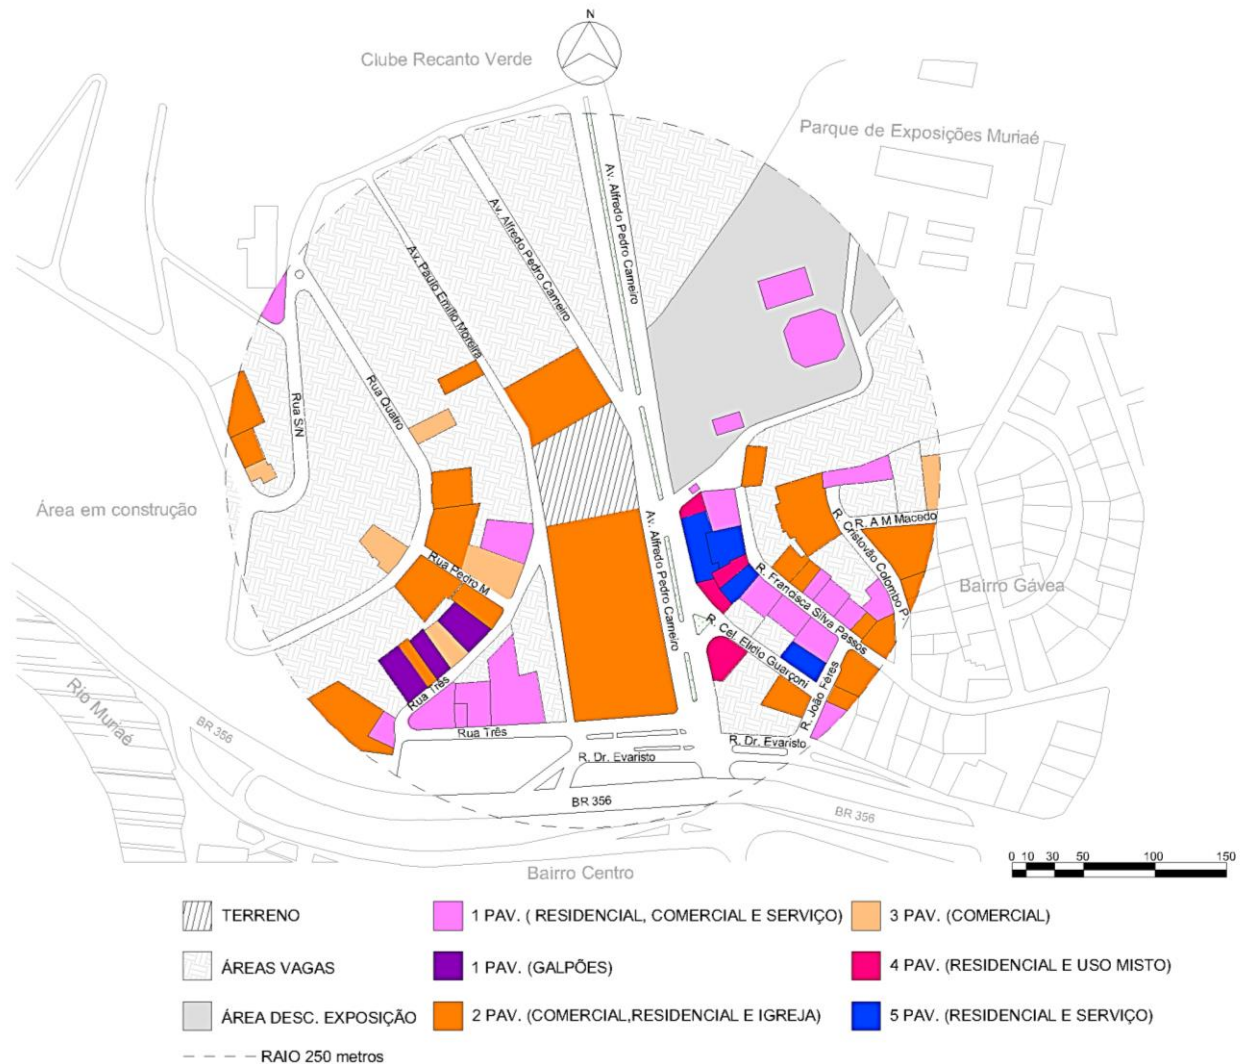 N
Clube Recanto Verde
Parque de Exposições Muriaé
Av. Alfredo Pedro Carneiro
Av. Alfredo Pedro Carneiro
Av. Paulo Emilio Moreira
Rua Quatro
Rua S/N
Área em construção
Av. Alfredo Pedro Carneiro
R. A M Macedo
R. Cristovão Colombo P.
Rua Pedro M
R. Francisca Silva Passos
Bairro Gávea
R. Cel. Elidio Guarçoni
R. João Feres
Rua Três
Rua Três
Rio Muriaé
BR 356
R. Dr. Evaristo
R. Dr. Evaristo
BR 356
BR 356
Bairro Centro
0 10 30 50 100 150
TERRENO
1 PAV. ( RESIDENCIAL, COMERCIAL E SERVIÇO)
3 PAV. (COMERCIAL)
ÁREAS VAGAS
1 PAV. (GALPÕES)
4 PAV. (RESIDENCIAL E USO MISTO)
ÁREA DESC. EXPOSIÇÃO
2 PAV. (COMERCIAL,RESIDENCIAL E IGREJA)
5 PAV. (RESIDENCIAL E SERVIÇO)
RAIO 250 metros